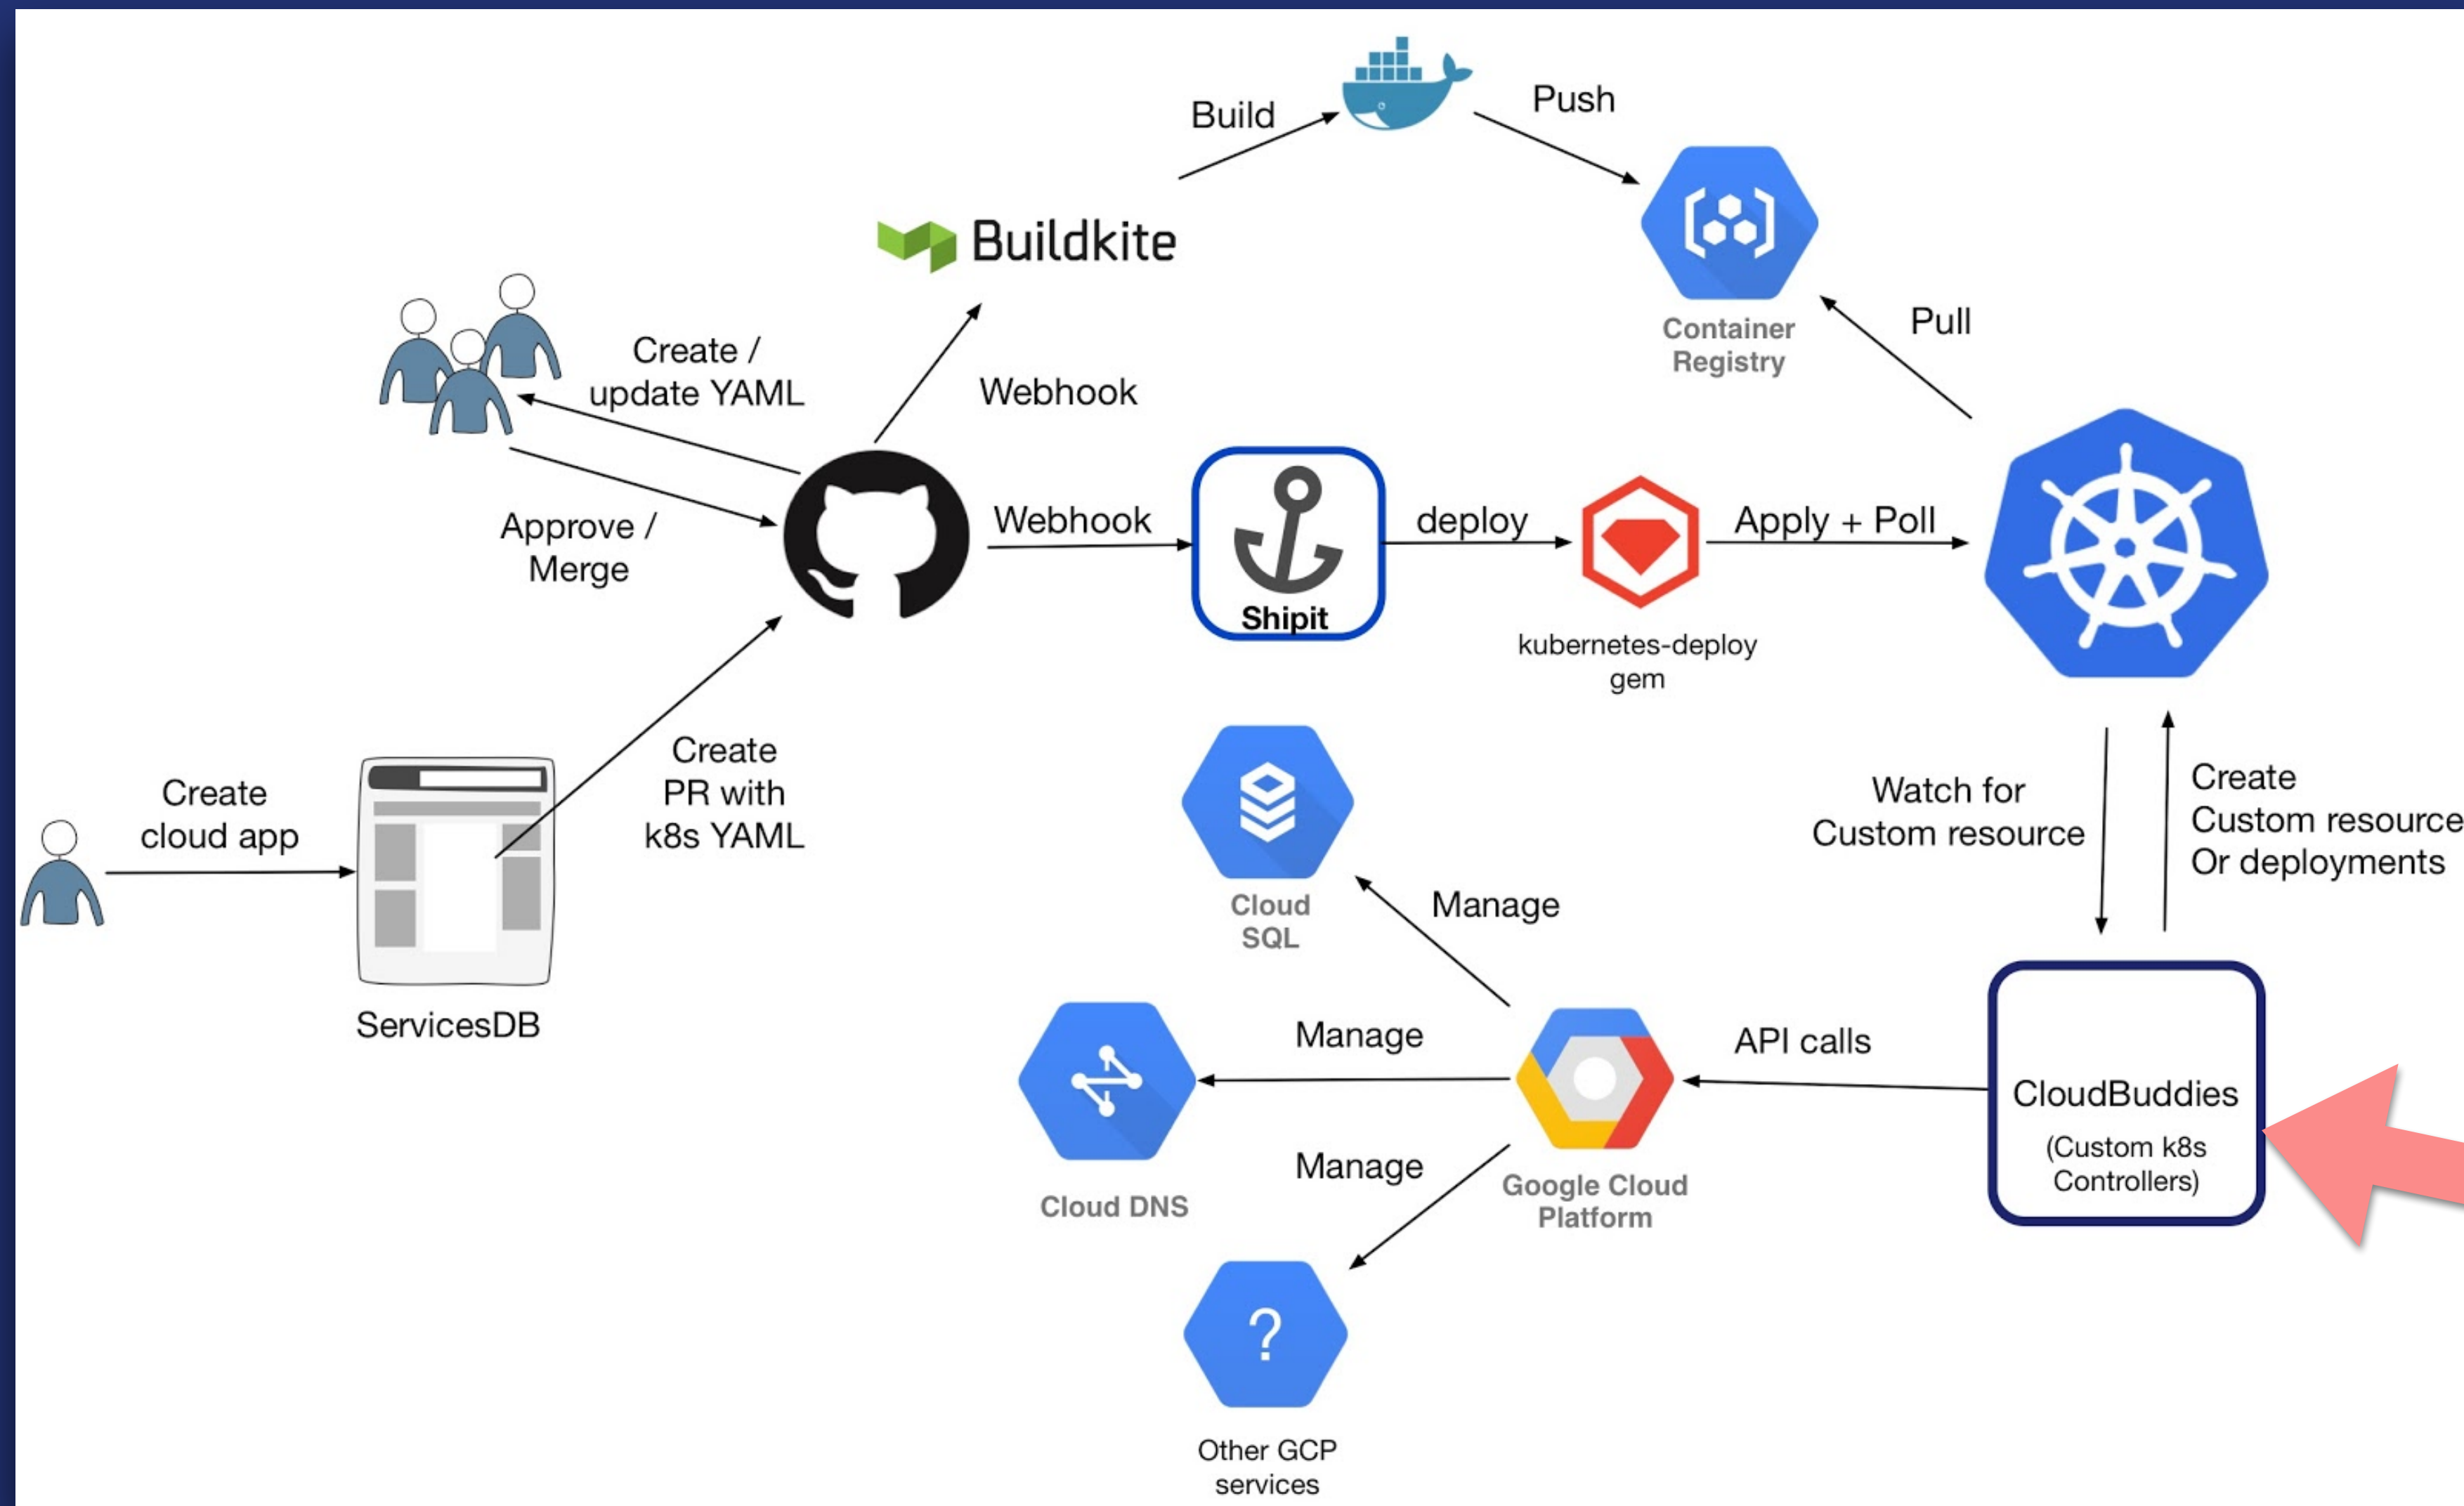 Build
Push
Buildkite
Container
Registry
Pull
Create /
update YAML
Webhook
Approve /
Merge
Webhook
Shipit
deploy
kubernetes-deploy
gem
Apply + Poll
Create
cloud app
ServicesDB
Create
PR with
k8s YAML
Cloud
SQL
Manage
Watch for
Custom resource
Create
Custom resource
Or deployments
Manage
Cloud DNS
Manage
Google Cloud
Platform
API calls
CloudBuddies
(Custom k8s
Controllers)
?
Other GCP
services